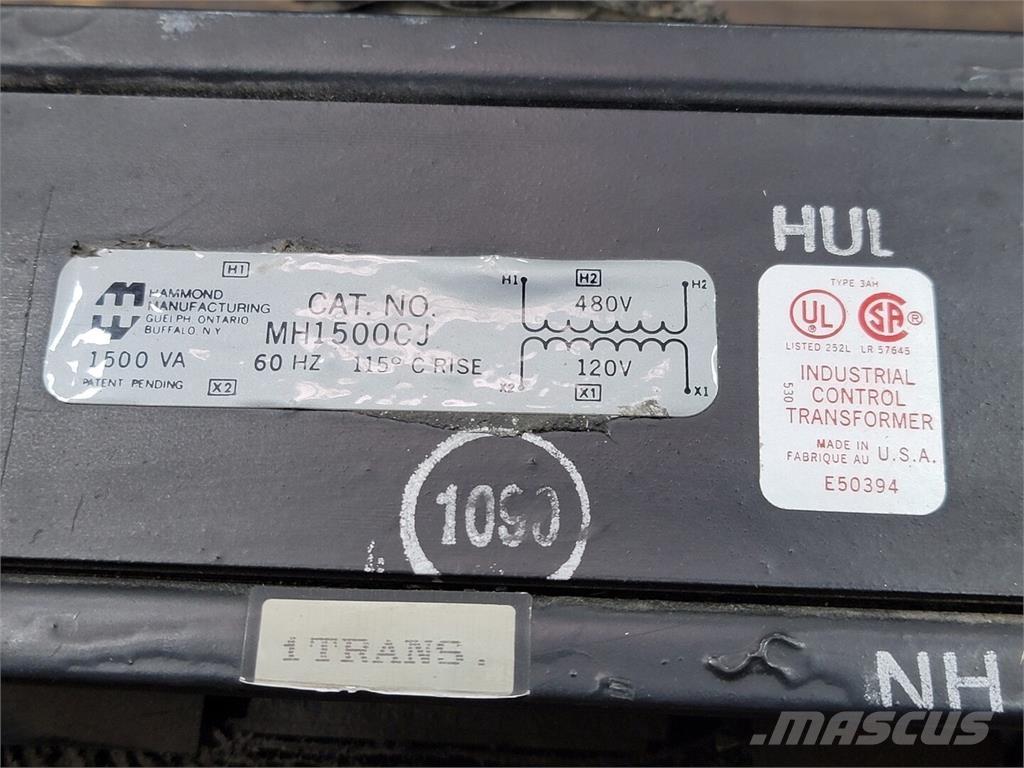 HUL
H1
HAMMOND
MANUFACTURING
GUELPH, ONTARIO
BUFFALO, N.Y.
CAT. NO.
MH1500CJ
1500 VA
60 HZ 115° C RISE
PATENT PENDING
X2
H1 H2 H2
480V
120V
X2 X1 X1
TYPE 3AH
UL SA ®
LISTED 252L LR 57645
530
INDUSTRIAL
CONTROL
TRANSFORMER
MADE IN
FABRIQUE AU U.S.A.
E50394
1090
1TRANS.
NH
MASCUS